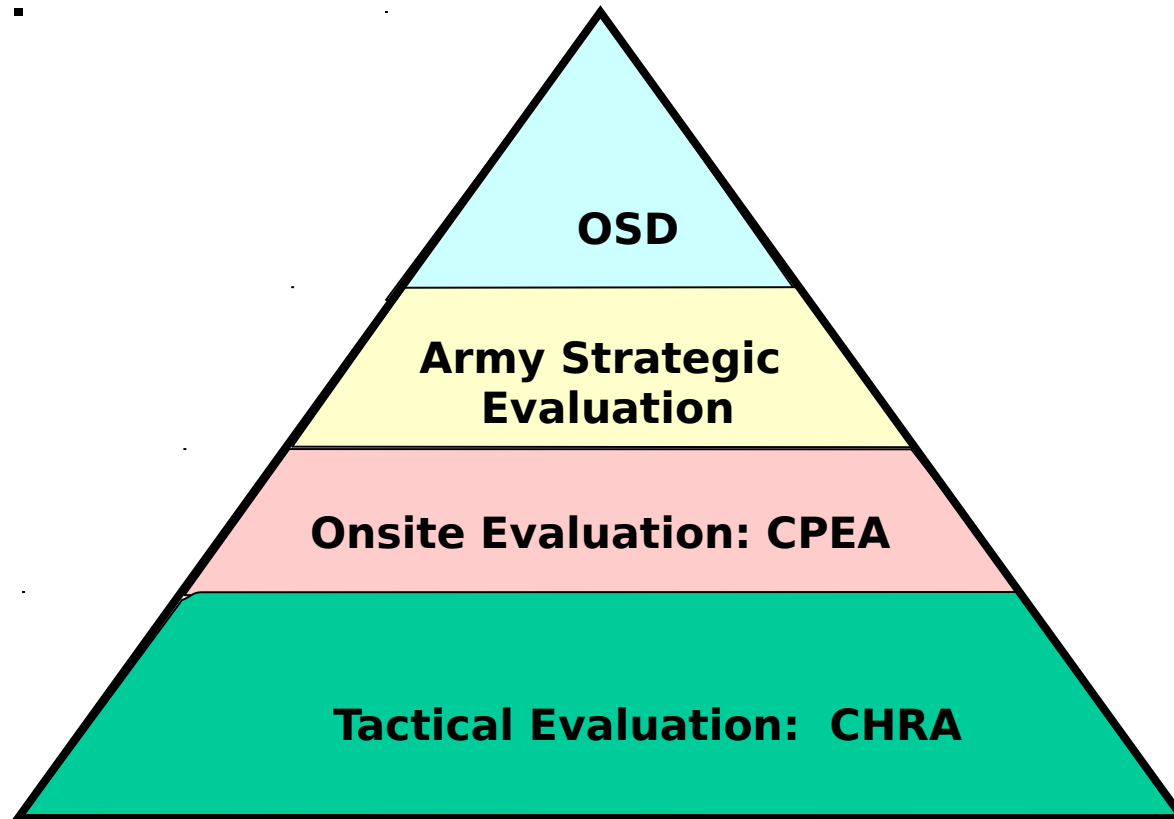 OSD
Army Strategic
Evaluation
Onsite Evaluation: CPEA
Tactical Evaluation:  CHRA